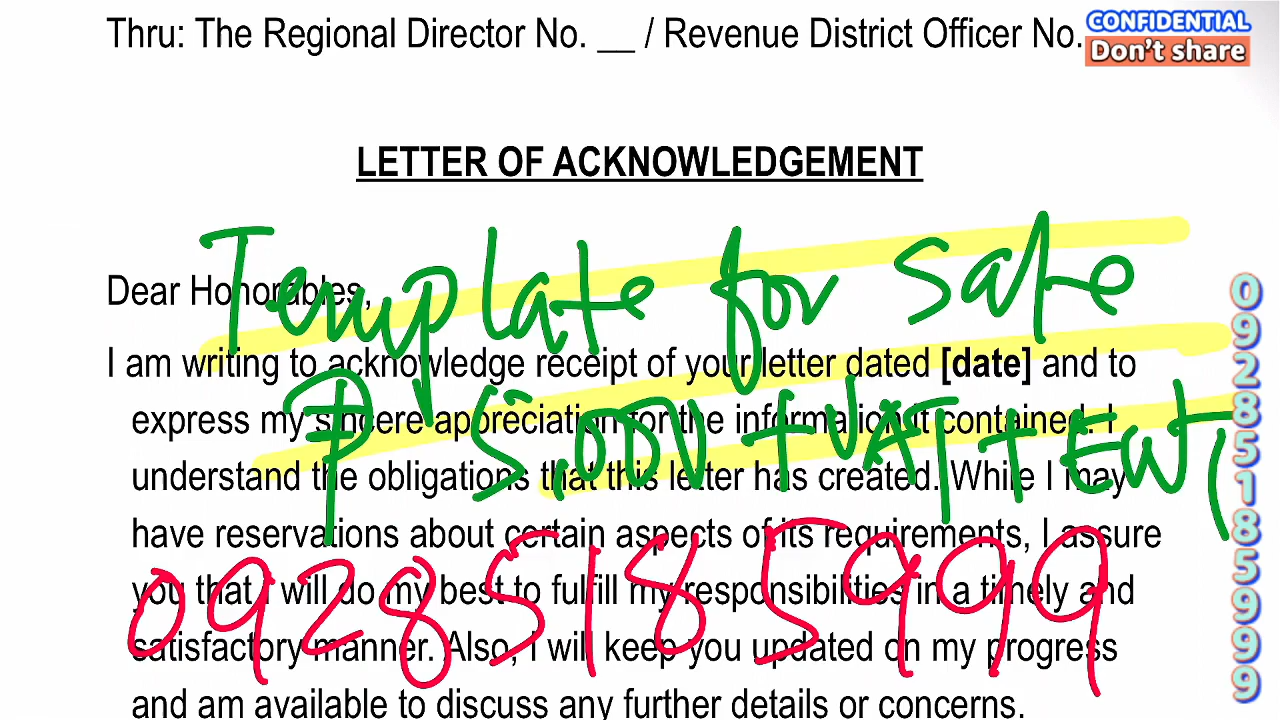 Thru: The Regional Director No. __ / Revenue District Officer No.
CONFIDENTIAL
Don't share
LETTER OF ACKNOWLEDGEMENT
Template for Sale
Dear Honorables,
I am writing to acknowledge receipt of your letter dated [date] and to
₱ 5,000 + VAT + EWT
express my sincere appreciation for the information it contained. I
understand the obligations that this letter has created. While I may
have reservations about certain aspects of its requirements, I assure
09285185999
you that I will do my best to fulfill my responsibilities in a timely and
satisfactory manner. Also, I will keep you updated on my progress
and am available to discuss any further details or concerns.
09285185999